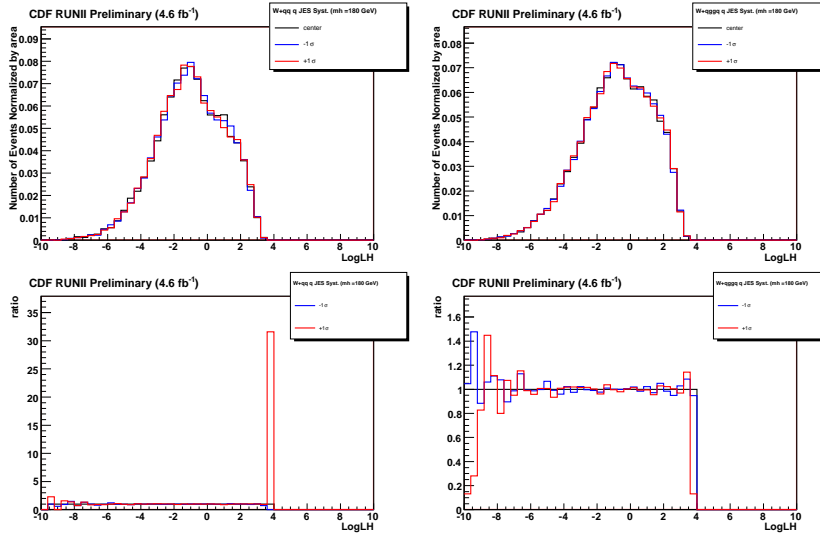 CDF RUNII Preliminary (4.6 fb-1)
W+qq q JES Syst. (mh =180 GeV)
center
-1 σ
+1 σ
Number of Events Normalized by area
0.09
0.08
0.07
0.06
0.05
0.04
0.03
0.02
0.01
0
-10 -8 -6 -4 -2 0 2 4 6 8 10
LogLH
CDF RUNII Preliminary (4.6 fb-1)
W+qggq q JES Syst. (mh =180 GeV)
center
-1 σ
+1 σ
Number of Events Normalized by area
0.08
0.07
0.06
0.05
0.04
0.03
0.02
0.01
0
-10 -8 -6 -4 -2 0 2 4 6 8 10
LogLH
CDF RUNII Preliminary (4.6 fb-1)
W+qq q JES Syst. (mh =180 GeV)
-1 σ
+1 σ
ratio
35
30
25
20
15
10
5
0
-10 -8 -6 -4 -2 0 2 4 6 8 10
LogLH
CDF RUNII Preliminary (4.6 fb-1)
W+qggq q JES Syst. (mh =180 GeV)
-1 σ
+1 σ
ratio
1.6
1.4
1.2
1
0.8
0.6
0.4
0.2
0
-10 -8 -6 -4 -2 0 2 4 6 8 10
LogLH